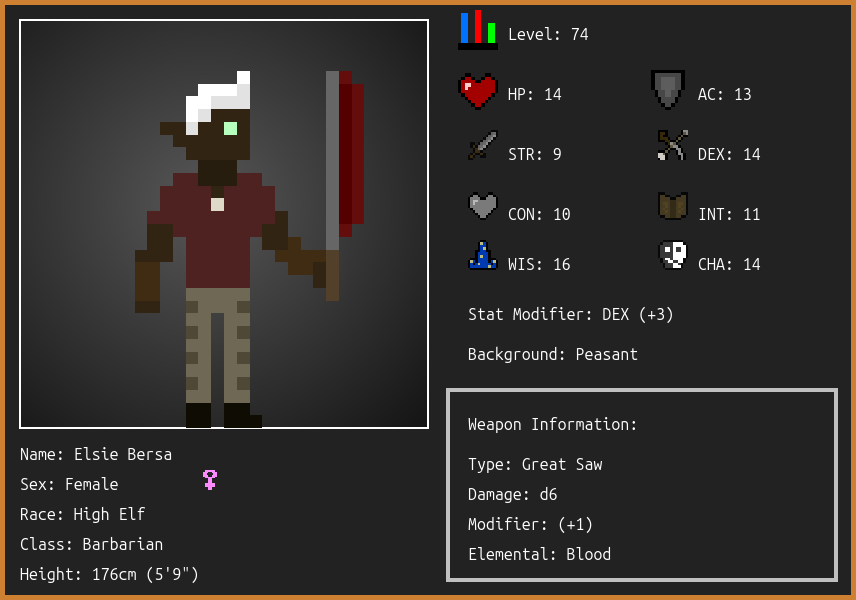 Level: 74
HP: 14
AC: 13
STR: 9
DEX: 14
CON: 10
INT: 11
WIS: 16
CHA: 14
Stat Modifier: DEX (+3)
Background: Peasant
Weapon Information:
Type: Great Saw
Damage: d6
Modifier: (+1)
Elemental: Blood
Name: Elsie Bersa
Sex: Female
Race: High Elf
Class: Barbarian
Height: 176cm (5'9")